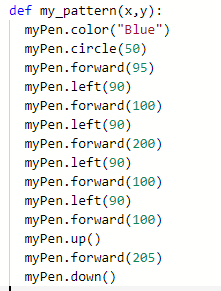 def my_pattern(x,y):
  myPen.color("Blue")
  myPen.circle(50)
  myPen.forward(95)
  myPen.left(90)
  myPen.forward(100)
  myPen.left(90)
  myPen.forward(200)
  myPen.left(90)
  myPen.forward(100)
  myPen.left(90)
  myPen.forward(100)
  myPen.up()
  myPen.forward(205)
  myPen.down()